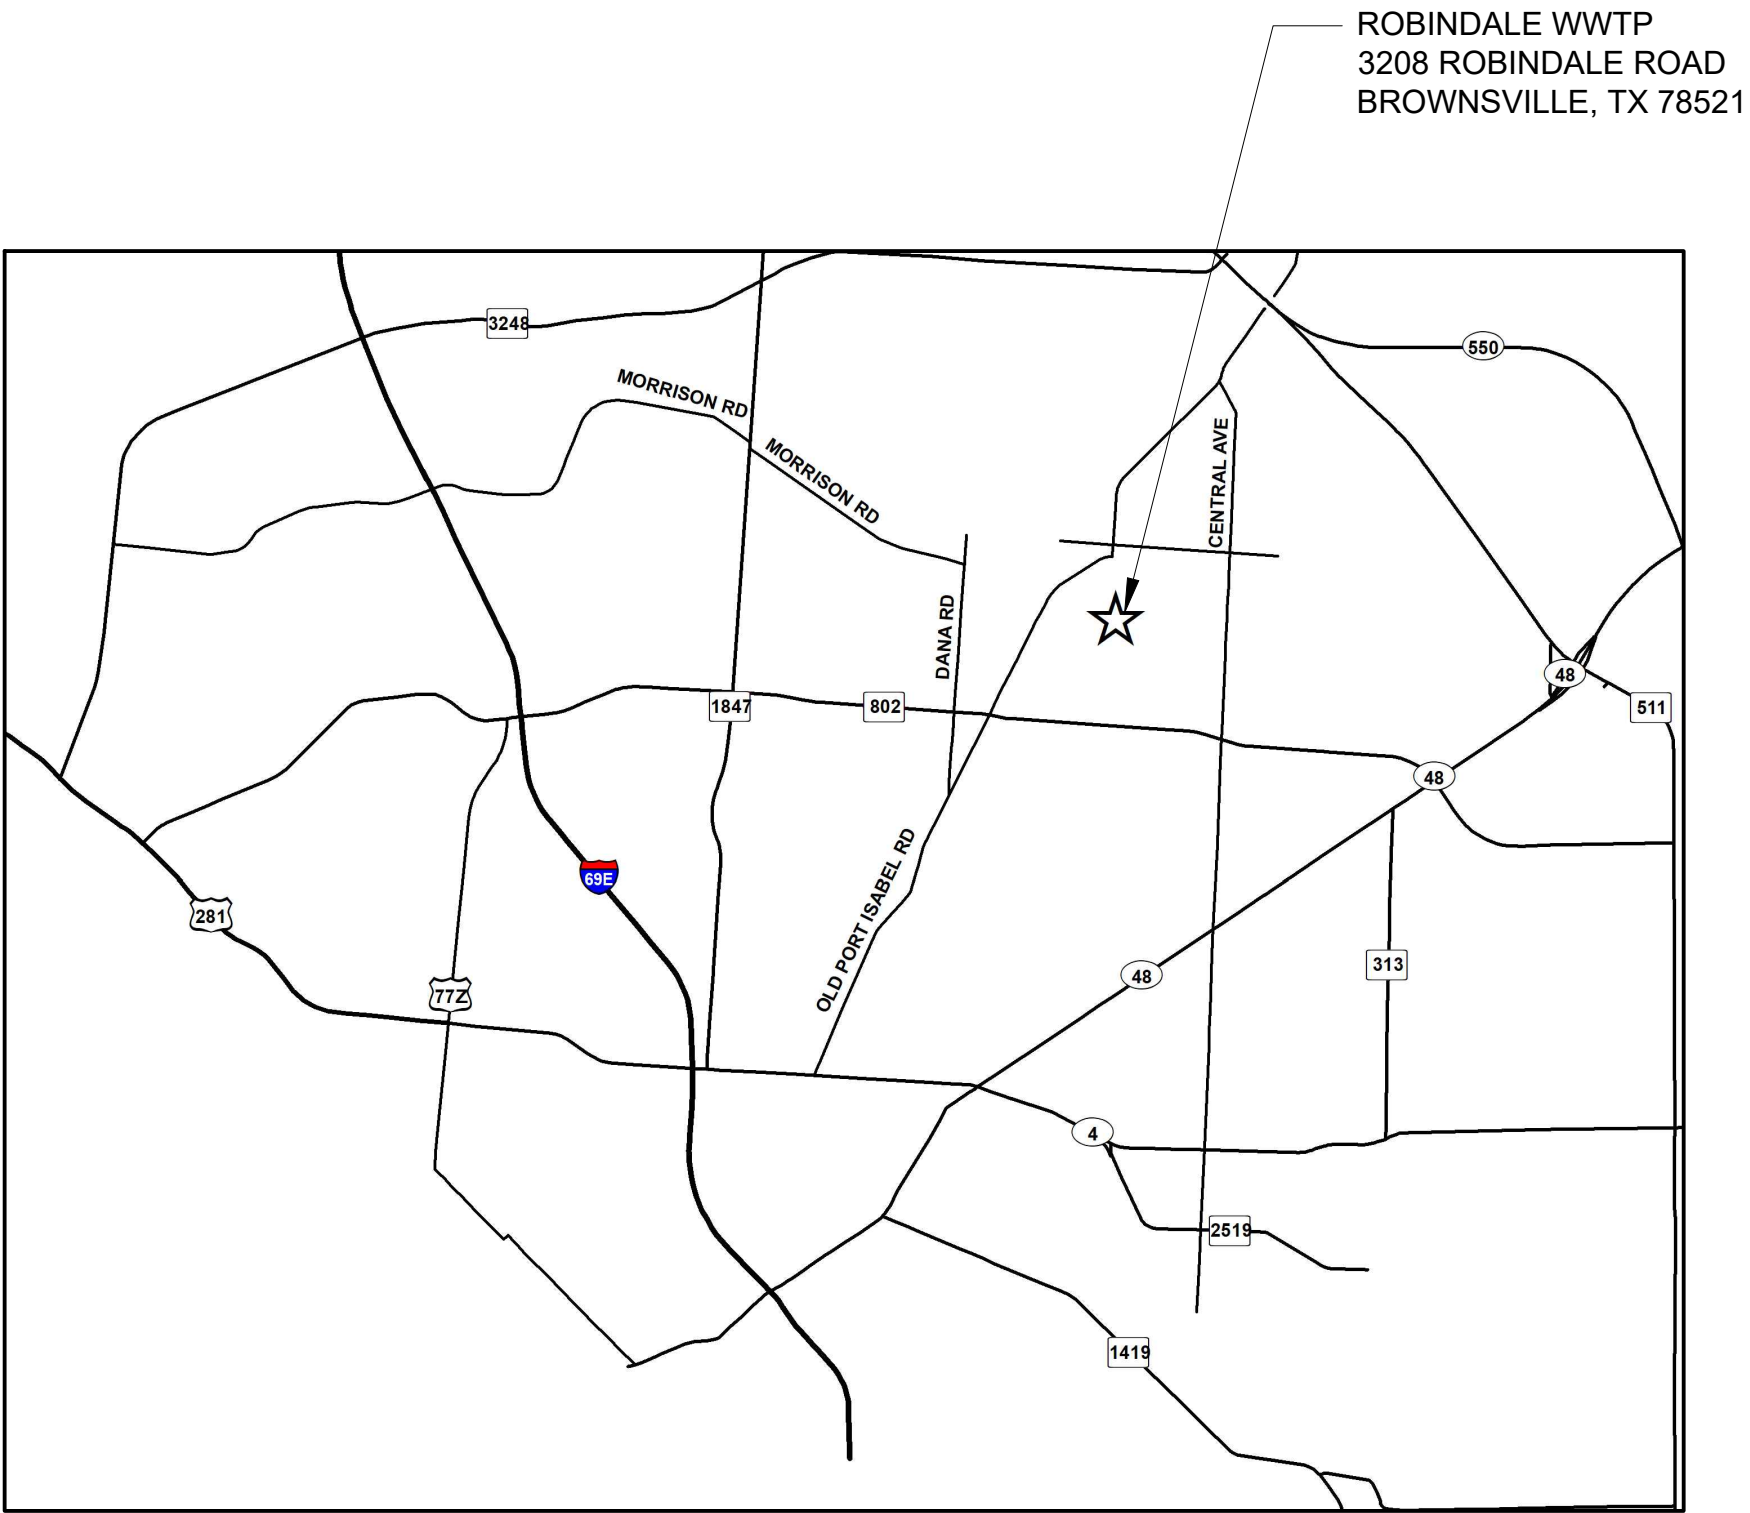 ROBINDALE WWTP
3208 ROBINDALE ROAD
BROWNSVILLE, TX 78521
3248
550
MORRISON RD
MORRISON RD
CENTRAL AVE
DANA RD
48
1847
802
511
48
OLD PORT ISABEL RD
69E
281
48
313
77Z
4
2519
1419